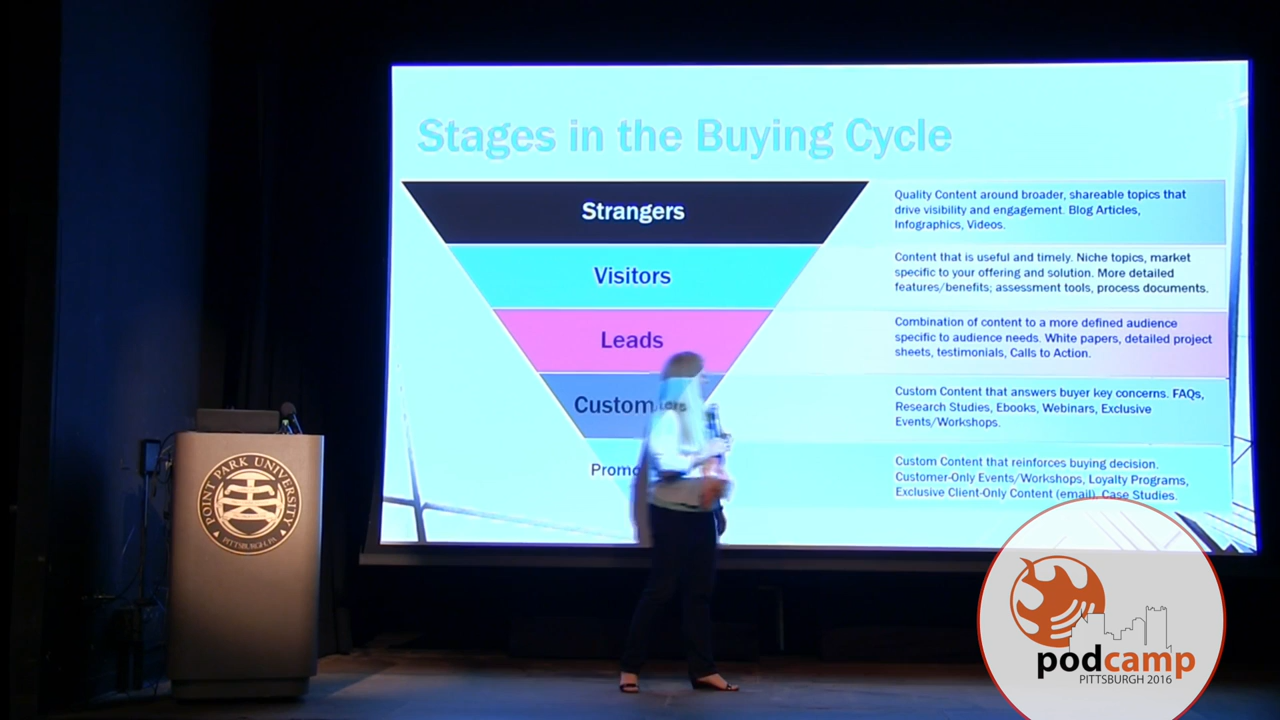 Stages in the Buying Cycle
Strangers
Quality Content around broader, shareable topics that
drive visibility and engagement. Blog Articles,
Infographics, Videos.
Visitors
Content that is useful and timely. Niche topics, market
specific to your offering and solution. More detailed
features/benefits; assessment tools, process documents.
Leads
Combination of content to a more defined audience
specific to audience needs. White papers, detailed project
sheets, testimonials, Calls to Action.
Customers
Custom Content that answers buyer key concerns. FAQs,
Research Studies, Ebooks, Webinars, Exclusive
Events/Workshops.
Promo
Custom Content that reinforces buying decision.
Customer-Only Events/Workshops, Loyalty Programs,
Exclusive Client-Only Content (email), Case Studies.
POINT PARK UNIVERSITY
PITTSBURGH, PA
podcamp
PITTSBURGH 2016